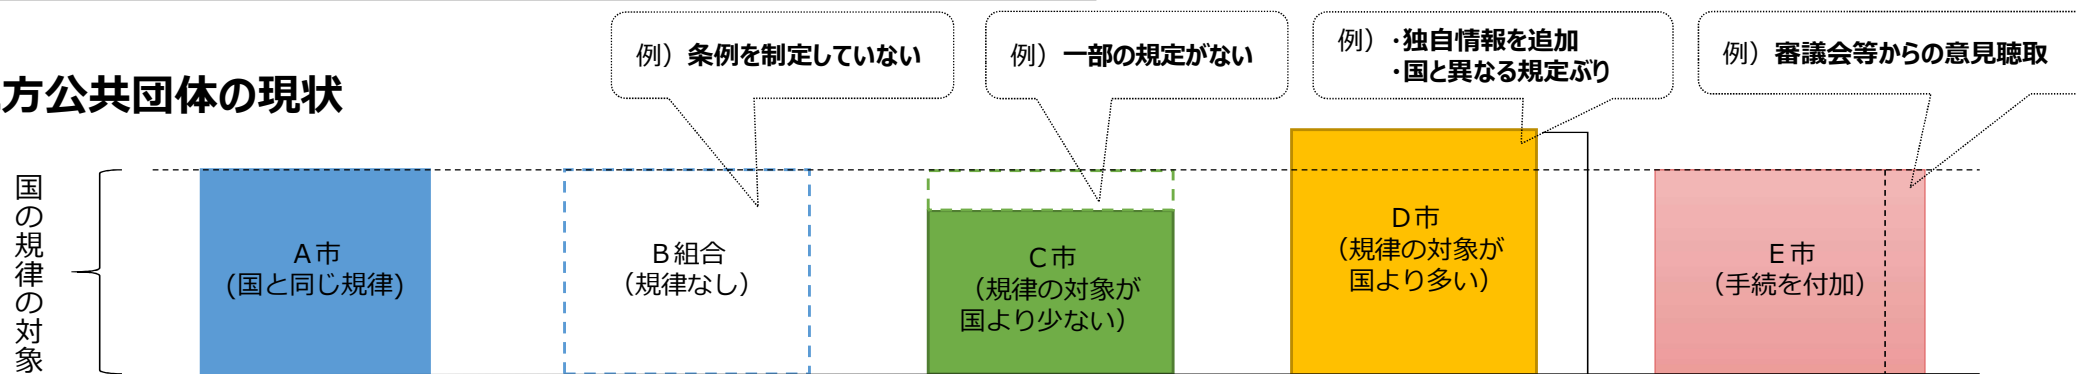 方公共団体の現状
例）条例を制定していない
例）一部の規定がない
例）・独自情報を追加
・国と異なる規定ぶり
例）審議会等からの意見聴取
国の規律の対象
Ａ市
(国と同じ規律)
Ｂ組合
（規律なし）
Ｃ市
（規律の対象が
国より少ない）
Ｄ市
（規律の対象が
国より多い）
Ｅ市
（手続を付加）